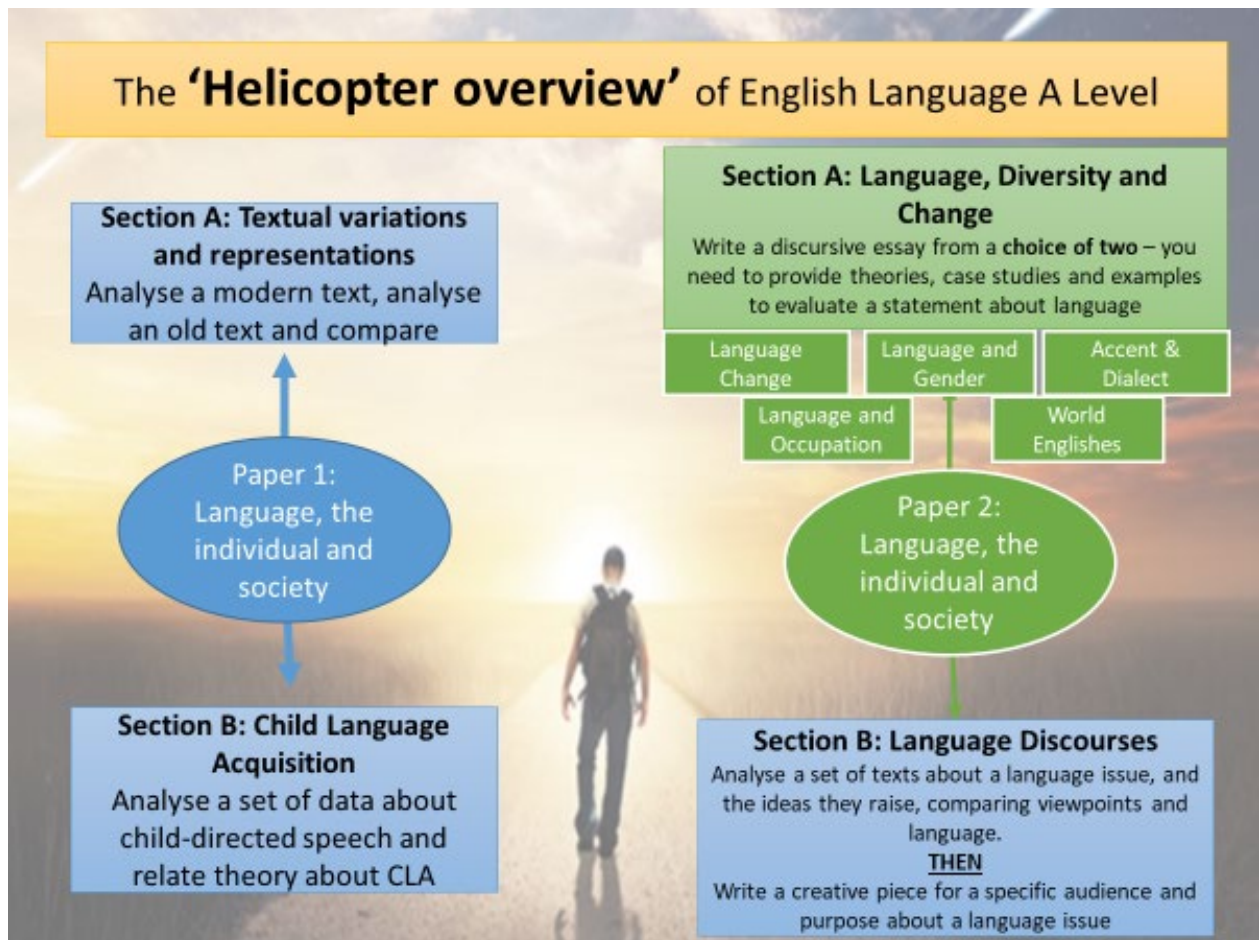 The ‘Helicopter overview’ of English Language A Level
Section A: Textual variations
and representations
Analyse a modern text, analyse
an old text and compare
Paper 1:
Language, the
individual and
society
Section B: Child Language
Acquisition
Analyse a set of data about
child-directed speech and
relate theory about CLA
Section A: Language, Diversity and
Change
Write a discursive essay from a choice of two – you
need to provide theories, case studies and examples
to evaluate a statement about language
Language
Change
Language and
Gender
Accent &
Dialect
Language and
Occupation
World
Englishes
Paper 2:
Language, the
individual and
society
Section B: Language Discourses
Analyse a set of texts about a language issue, and
the ideas they raise, comparing viewpoints and
language.
THEN
Write a creative piece for a specific audience and
purpose about a language issue